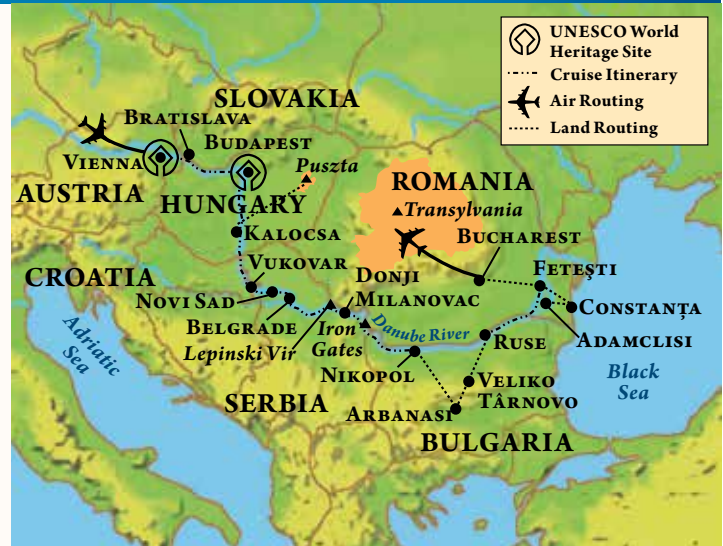 UNESCO World
Heritage Site
Cruise Itinerary
Air Routing
Land Routing
SLOVAKIA
BRATISLAVA
BUDAPEST
VIENNA
Puszta
AUSTRIA
HUNGARY
ROMANIA
Transylvania
KALOCSA
BUCHAREST
VUKOVAR
FETEŞTI
CROATIA
DONJI
MILANOVAC
NOVI SAD
CONSTANŢA
BELGRADE
Iron
Gates
Danube River
ADAMCLISI
Lepinski Vir
RUSE
Adriatic
Sea
NIKOPOL
Black
Sea
VELIKO
TÂRNOVO
SERBIA
ARBANASI
BULGARIA